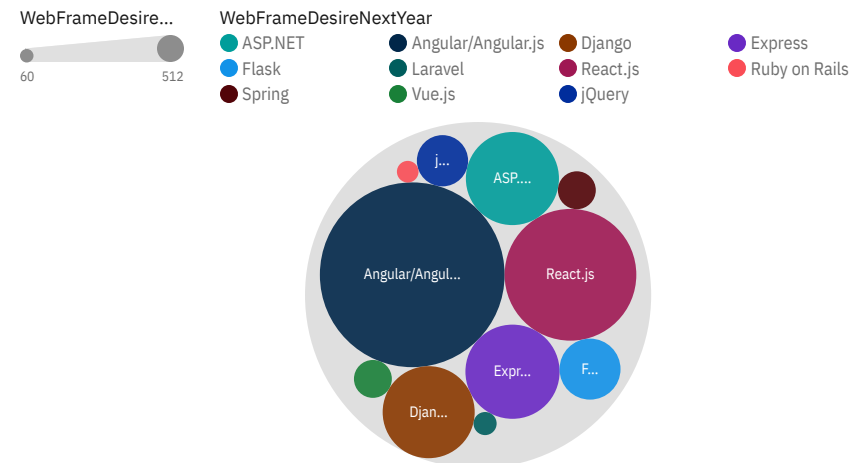 WebFrameDesire...
60 512
WebFrameDesireNextYear
ASP.NET Angular/Angular.js Django Express
Flask Laravel React.js Ruby on Rails
Spring Vue.js jQuery
j...
ASP....
Angular/Angul...
React.js
Expr...
F...
Djan...